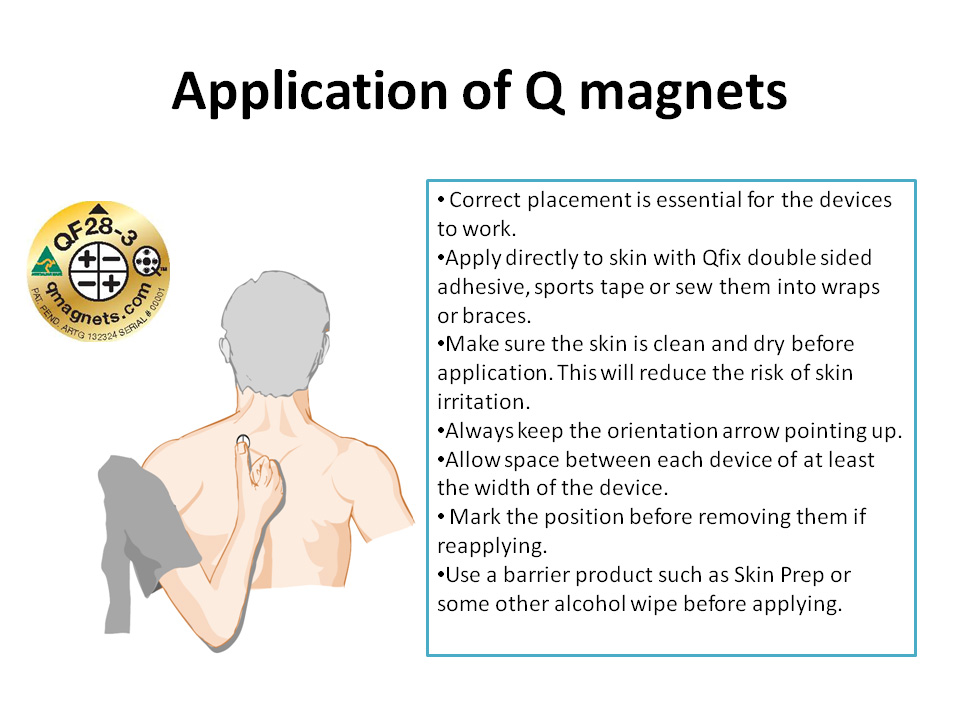 Application of Q magnets
QF28-3
qmagnets.com
PAT. PEND. ARTG 132324 SERIAL # 00001
Q™
• Correct placement is essential for the devices
to work.
•Apply directly to skin with Qfix double sided
adhesive, sports tape or sew them into wraps
or braces.
•Make sure the skin is clean and dry before
application. This will reduce the risk of skin
irritation.
•Always keep the orientation arrow pointing up.
•Allow space between each device of at least
the width of the device.
• Mark the position before removing them if
reapplying.
•Use a barrier product such as Skin Prep or
some other alcohol wipe before applying.